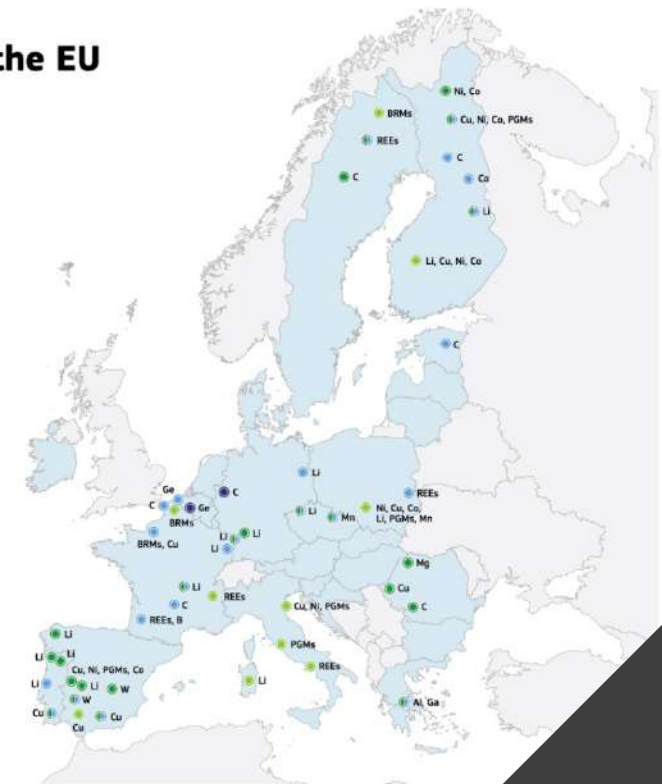 the EU
Ni, Co
BRMs
Cu, Ni, Co, PGMs
REEs
C
C
Co
Li
Li, Cu, Ni, Co
C
Li
Ge
C
REEs
C
Ge
Li
Mn
Ni, Cu, Co,
Li, PGMs, Mn
BRMs
BRMs, Cu
Li
Li
Li
Mg
Li
Cu
REEs
C
Cu, Ni, PGMs
C
REEs, B
Li
PGMs
Li
Li
REEs
Cu, Ni, PGMs, Co
Li
Li
Li
W
W
Al, Ga
Cu
Cu
Cu